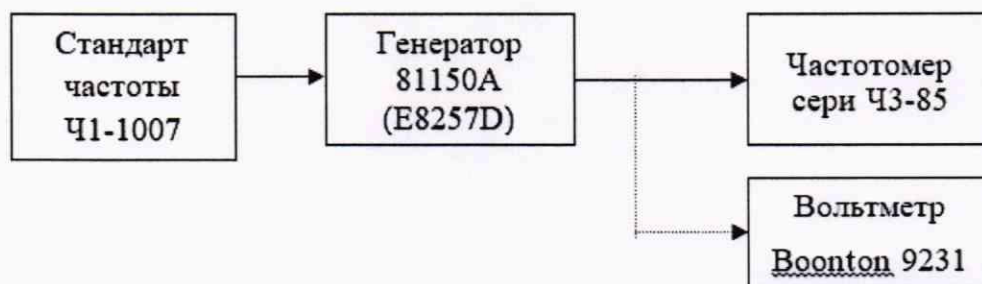 Стандарт
частоты
Ч1-1007
Генератор
81150A
(E8257D)
Частотомер
сери Ч3-85
Вольтметр
Boonton 9231